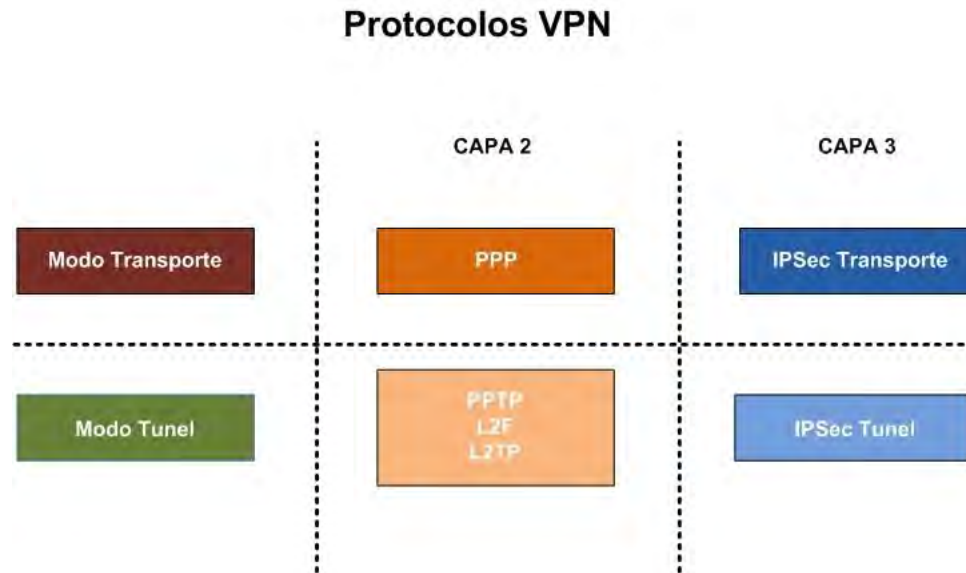 Protocolos VPN
CAPA 2
CAPA 3
Modo Transporte
PPP
IPSec Transporte
Modo Tunel
PPTP
L2F
L2TP
IPSec Tunel